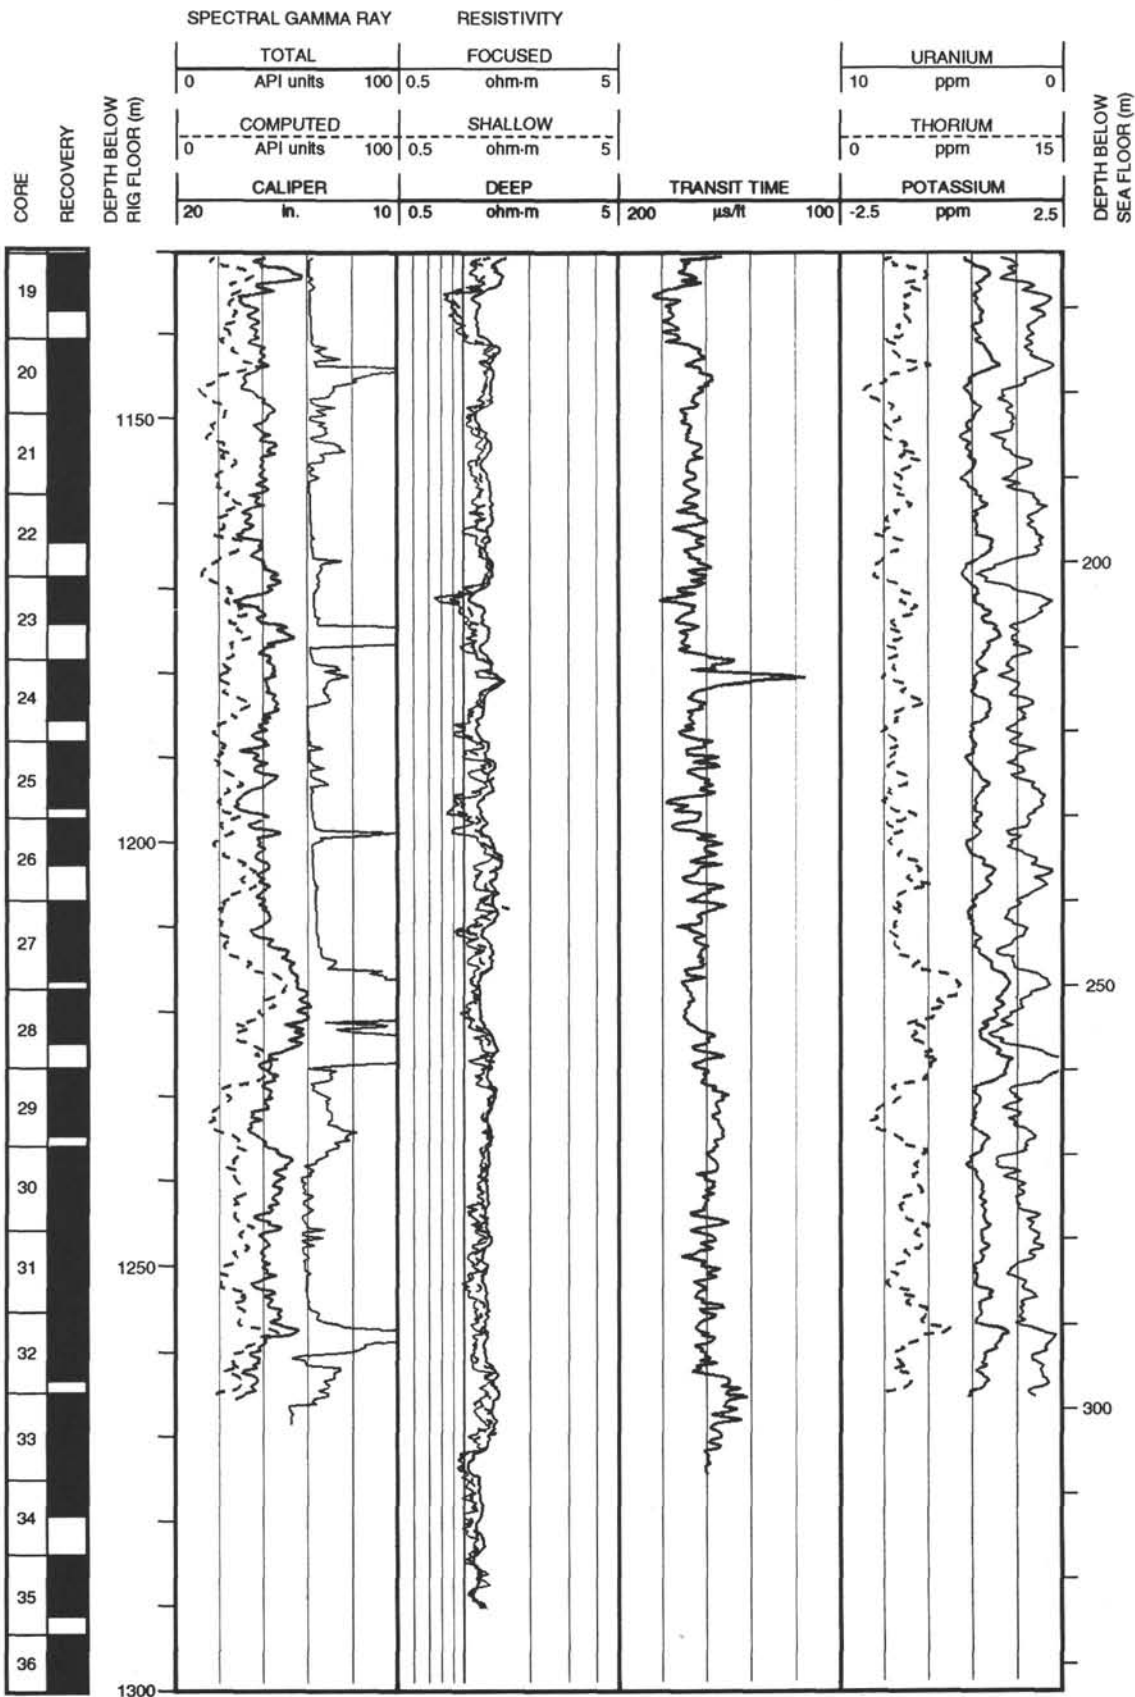 SPECTRAL GAMMA RAY RESISTIVITY
TOTAL FOCUSED URANIUM
0 API units 100 0.5 ohm-m 5 10 ppm 0
COMPUTED SHALLOW THORIUM
0 API units 100 0.5 ohm-m 5 0 ppm 15
CALIPER DEEP TRANSIT TIME POTASSIUM
20 in. 10 0.5 ohm-m 5 200 µs/ft 100 -2.5 ppm 2.5
CORE
RECOVERY
DEPTH BELOW
RIG FLOOR (m)
DEPTH BELOW
SEA FLOOR (m)
19
20
21
22
23
24
25
26
27
28
29
30
31
32
33
34
35
36
1150
1200
1250
1300
200
250
300